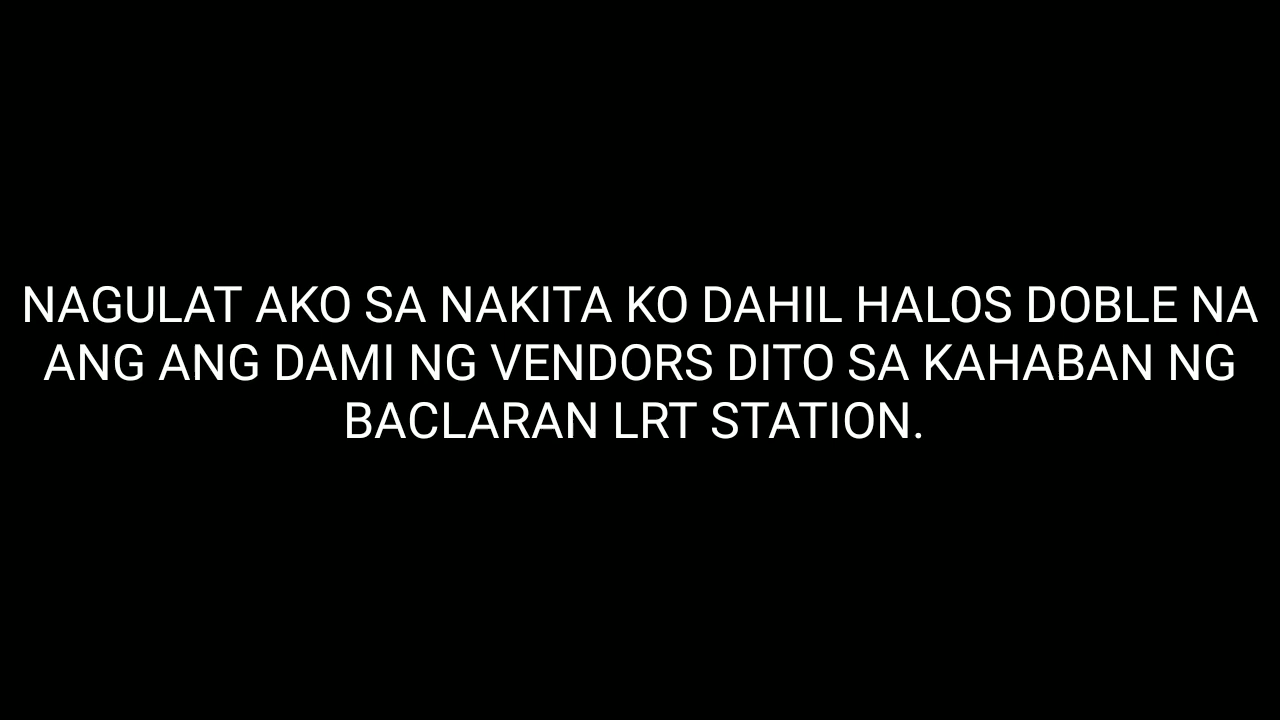 NAGULAT AKO SA NAKITA KO DAHIL HALOS DOBLE NA
ANG ANG DAMI NG VENDORS DITO SA KAHABAN NG
BACLARAN LRT STATION.